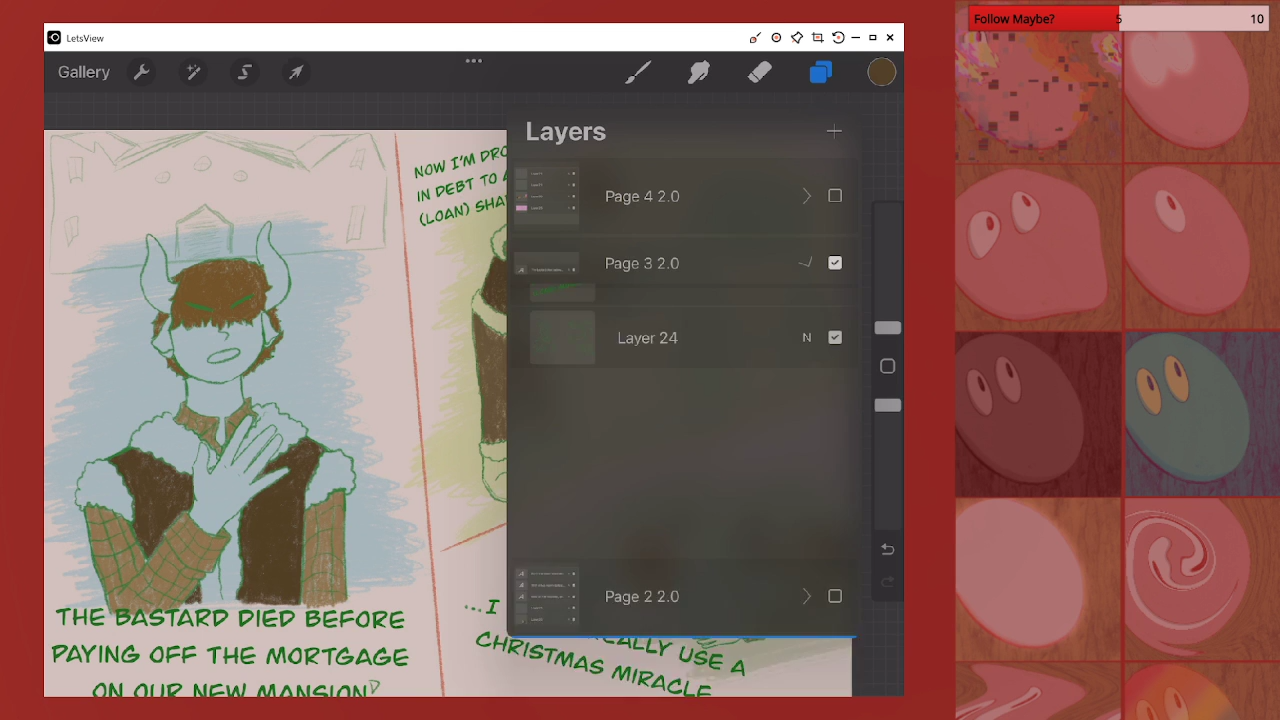 LetsView
Follow Maybe? 5 10
Gallery
Layers
Page 4 2.0
Page 3 2.0
Layer 24 N
Page 2 2.0
NOW I'M
IN DEBT TO
(LOAN)
THE BASTARD DIED BEFORE
PAYING OFF THE MORTGAGE
ON OUR NEW MANSION
...I
USE A
CHRISTMAS MIRACLE